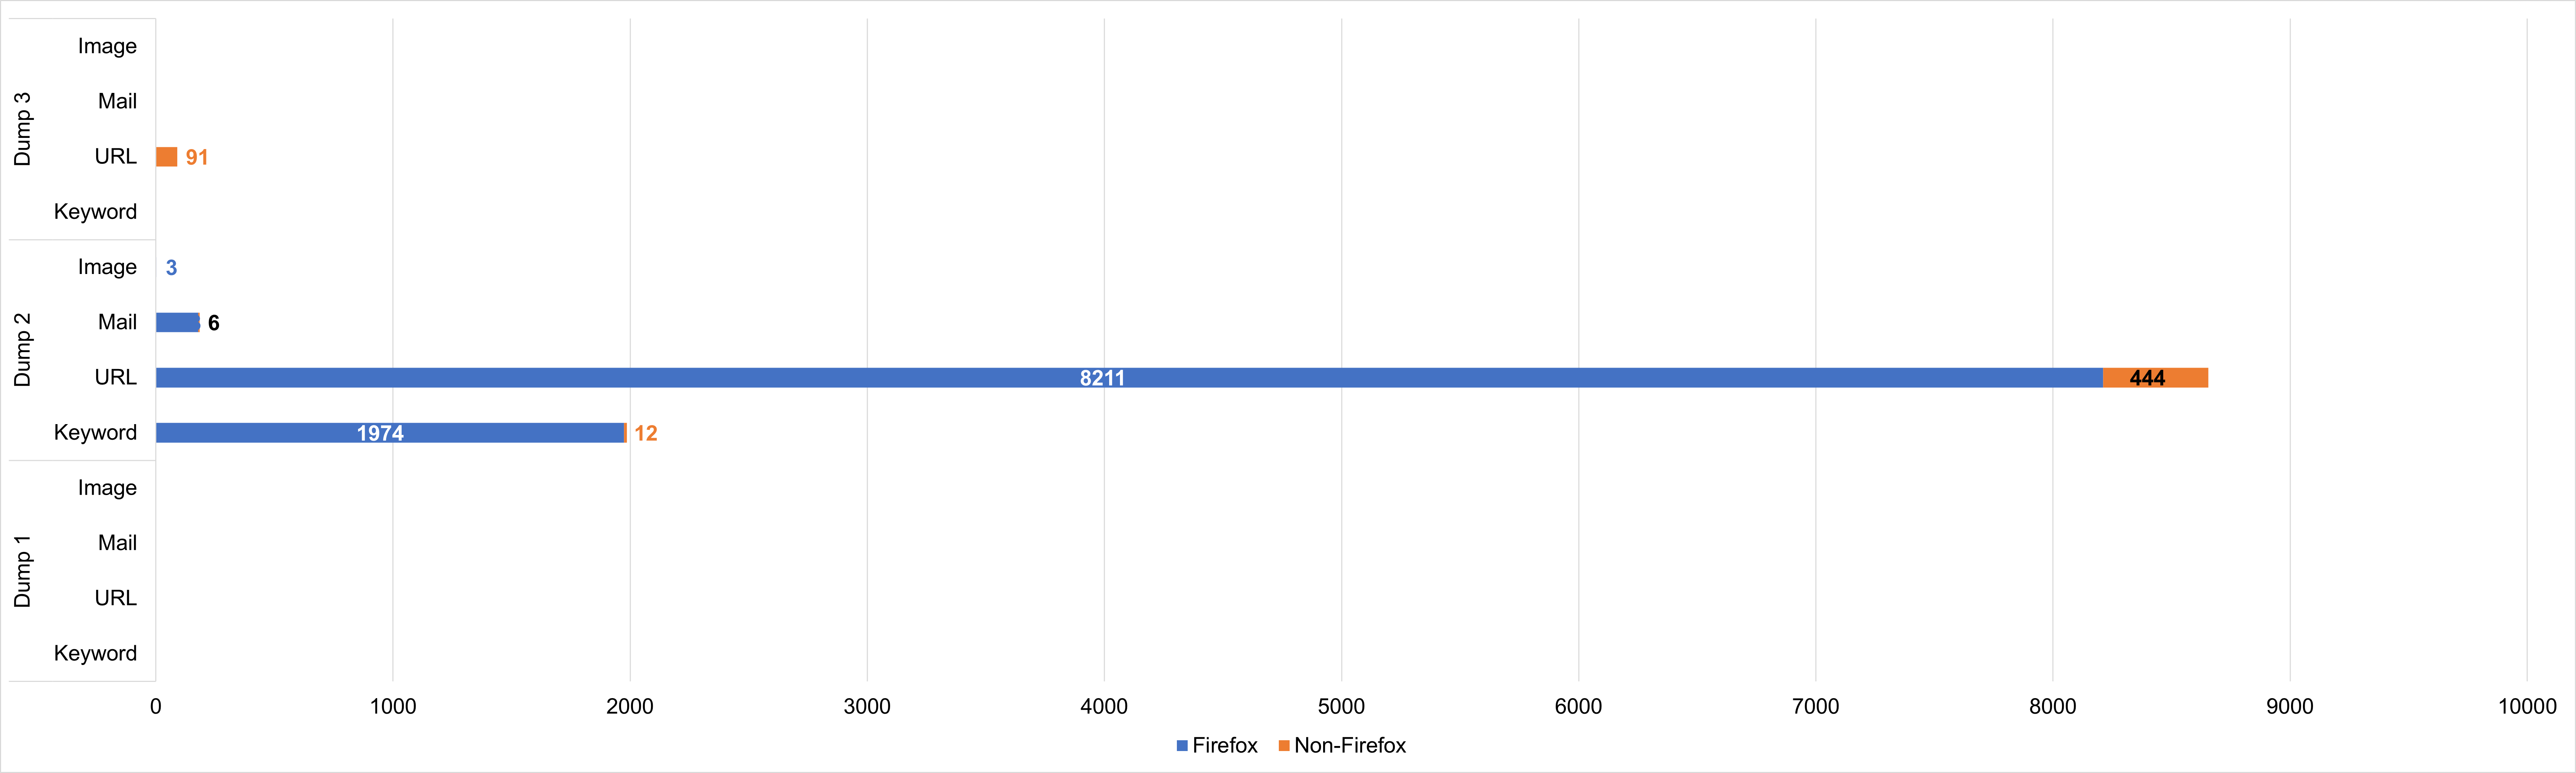 Dump 3
Image
Mail
URL 91
Keyword
Dump 2
Image 3
Mail 6
URL 8211 444
Keyword 1974 12
Dump 1
Image
Mail
URL
Keyword
0 1000 2000 3000 4000 5000 6000 7000 8000 9000 10000
Firefox Non-Firefox